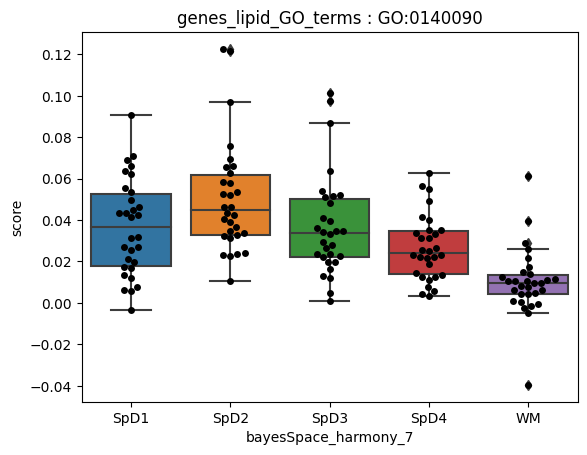 genes_lipid_GO_terms : GO:0140090
0.12
0.10
0.08
0.06
0.04
0.02
0.00
−0.02
−0.04
score
SpD1 SpD2 SpD3 SpD4 WM
bayesSpace_harmony_7